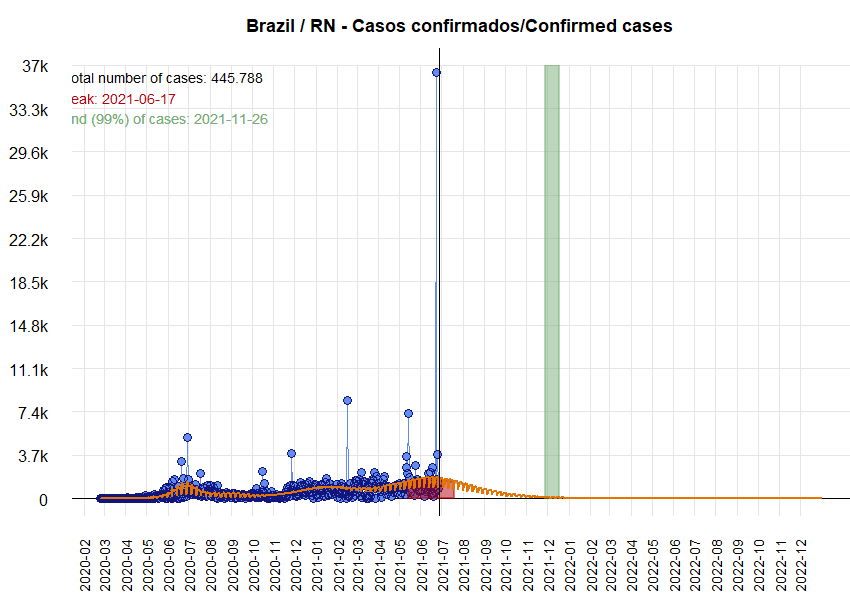 Brazil / RN - Casos confirmados/Confirmed cases
37k
otal number of cases: 445.788
eak: 2021-06-17
33.3k
nd (99%) of cases: 2021-11-26
29.6k
25.9k
22.2k
18.5k
14.8k
11.1k
7.4k
3.7k
0
2020-02
2020-03
2020-04
2020-05
2020-06
2020-07
2020-08
2020-09
2020-10
2020-11
2020-12
2021-01
2021-02
2021-03
2021-04
2021-05
2021-06
2021-07
2021-08
2021-09
2021-10
2021-11
2021-12
2022-01
2022-02
2022-03
2022-04
2022-05
2022-06
2022-07
2022-08
2022-09
2022-10
2022-11
2022-12